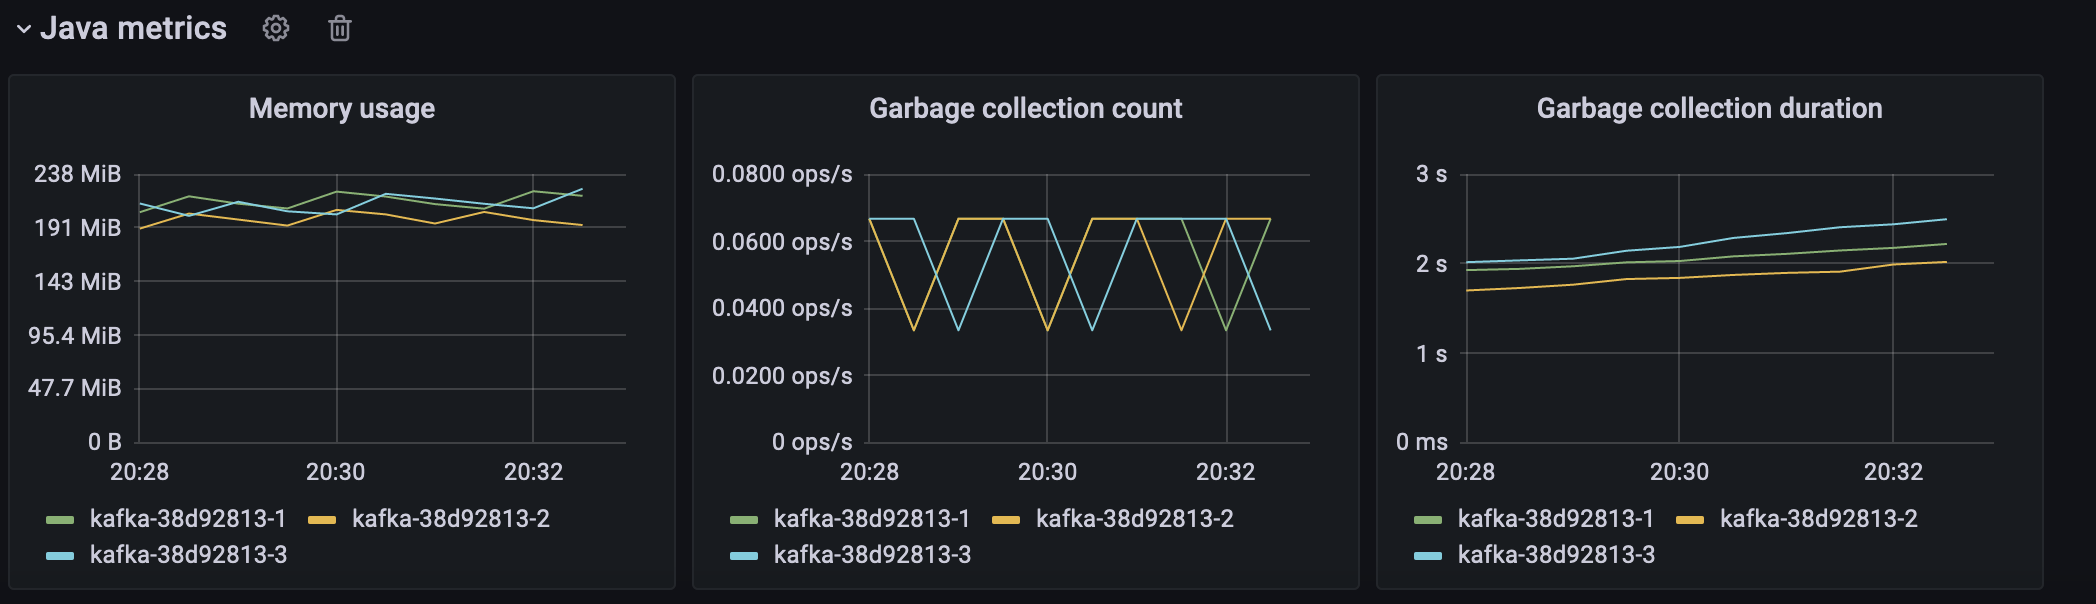 Java metrics
Memory usage
238 MiB
191 MiB
143 MiB
95.4 MiB
47.7 MiB
0 B
20:28 20:30 20:32
kafka-38d92813-1 kafka-38d92813-2
kafka-38d92813-3
Garbage collection count
0.0800 ops/s
0.0600 ops/s
0.0400 ops/s
0.0200 ops/s
0 ops/s
20:28 20:30 20:32
kafka-38d92813-1 kafka-38d92813-2
kafka-38d92813-3
Garbage collection duration
3 s
2 s
1 s
0 ms
20:28 20:30 20:32
kafka-38d92813-1 kafka-38d92813-2
kafka-38d92813-3